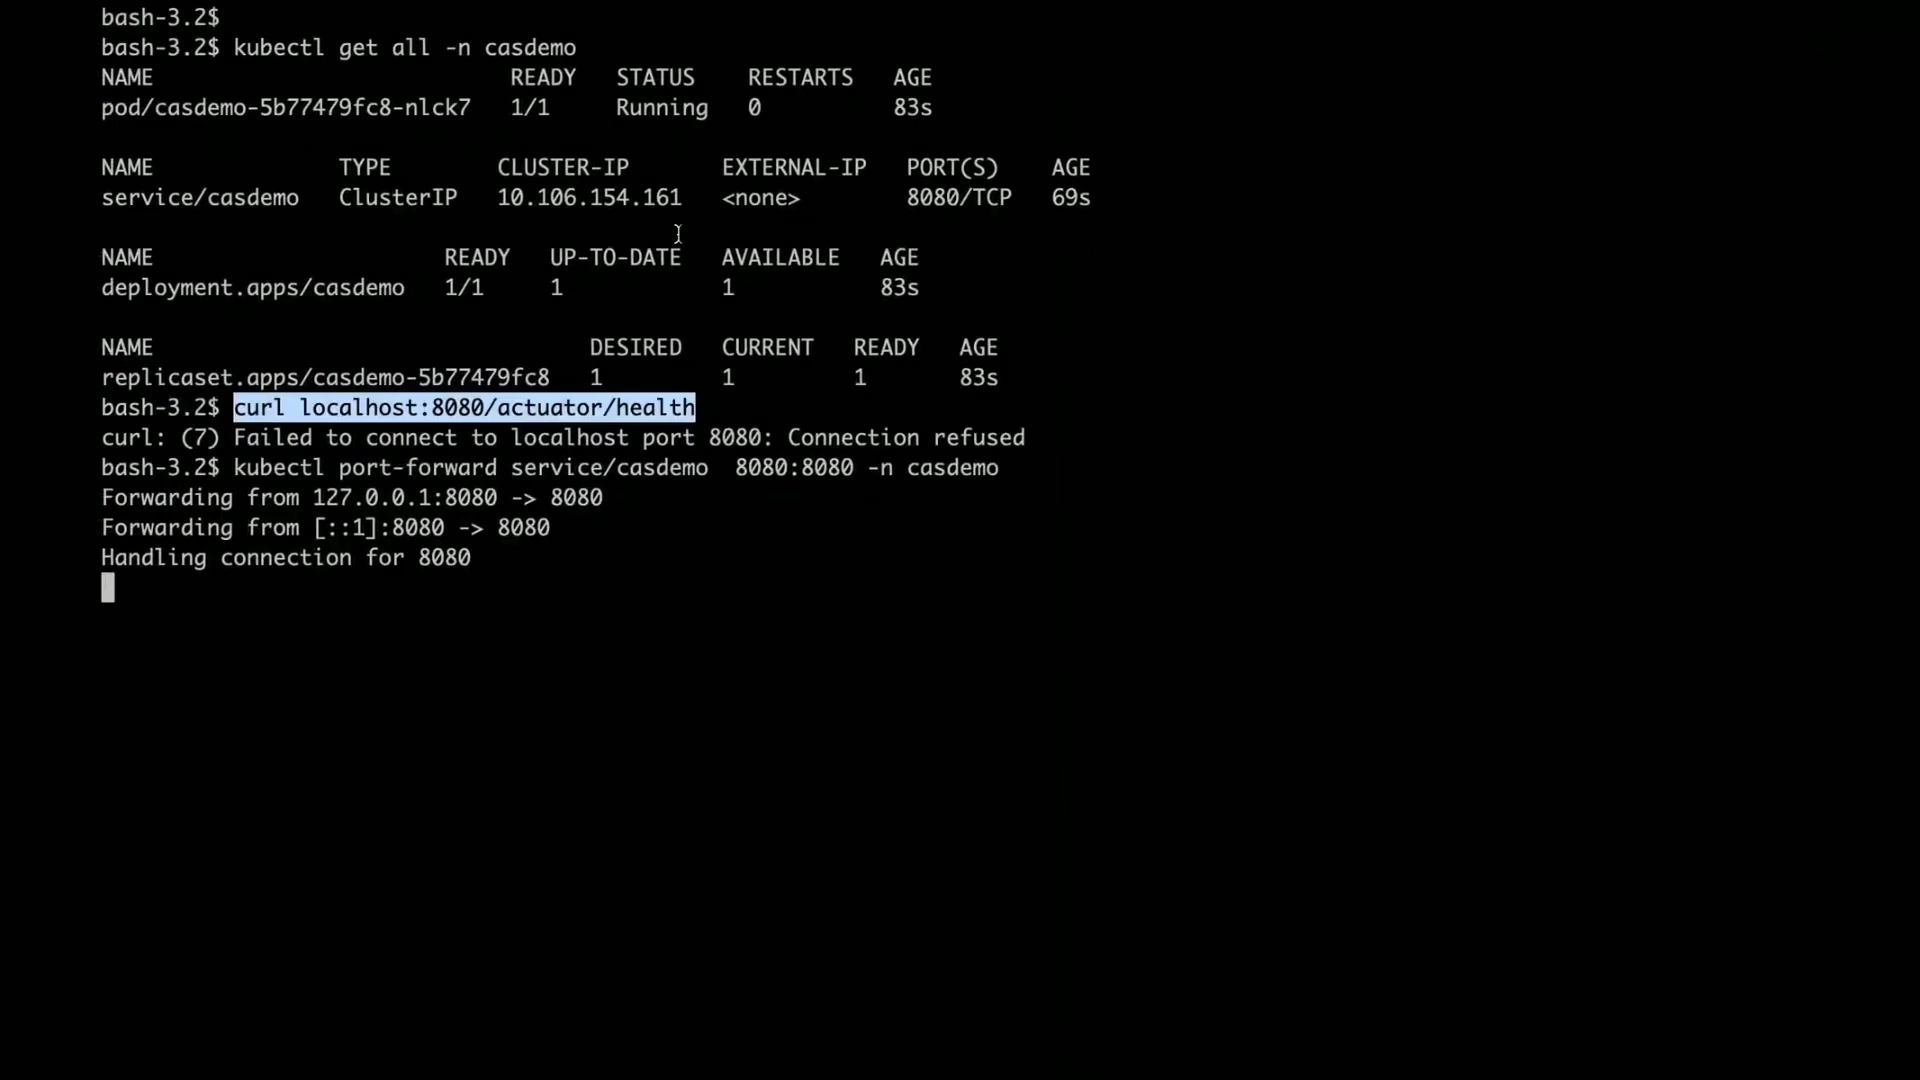 bash-3.2$
bash-3.2$ kubectl get all -n casdemo
NAME READY STATUS RESTARTS AGE
pod/casdemo-5b77479fc8-nlck7 1/1 Running 0 83s
NAME TYPE CLUSTER-IP EXTERNAL-IP PORT(S) AGE
service/casdemo ClusterIP 10.106.154.161 <none> 8080/TCP 69s
NAME READY UP-TO-DATE AVAILABLE AGE
deployment.apps/casdemo 1/1 1 1 83s
NAME DESIRED CURRENT READY AGE
replicaset.apps/casdemo-5b77479fc8 1 1 1 83s
bash-3.2$ curl localhost:8080/actuator/health
curl: (7) Failed to connect to localhost port 8080: Connection refused
bash-3.2$ kubectl port-forward service/casdemo 8080:8080 -n casdemo
Forwarding from 127.0.0.1:8080 -> 8080
Forwarding from [::1]:8080 -> 8080
Handling connection for 8080